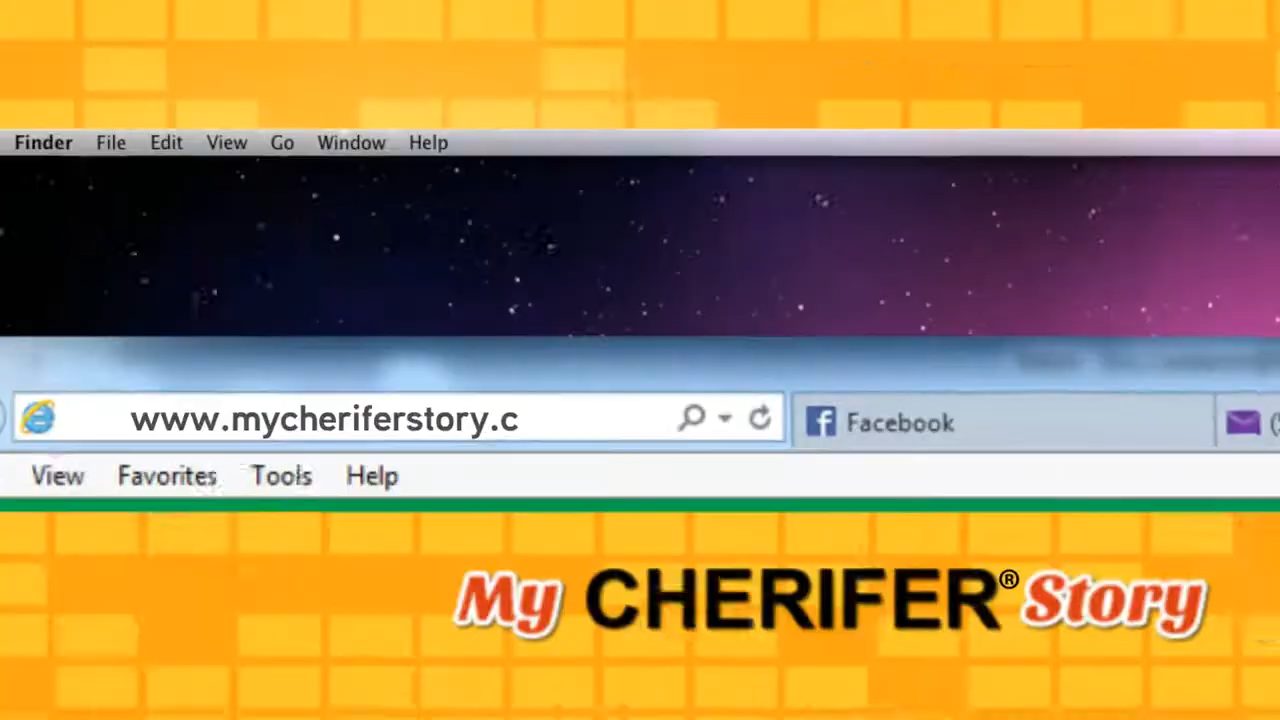 Finder File Edit View Go Window Help
www.mycheriferstory.c
Facebook
View Favorites Tools Help
My CHERIFER® Story